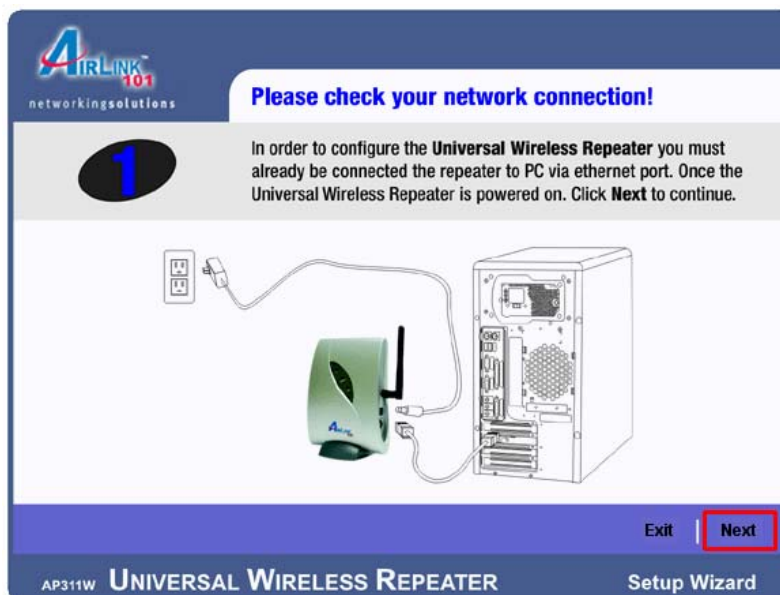 AIRLINK™
101
networkingsolutions
Please check your network connection!
1
In order to configure the Universal Wireless Repeater you must
already be connected the repeater to PC via ethernet port. Once the
Universal Wireless Repeater is powered on. Click Next to continue.
AIRLINK
101
Exit | Next
AP311W UNIVERSAL WIRELESS REPEATER
Setup Wizard